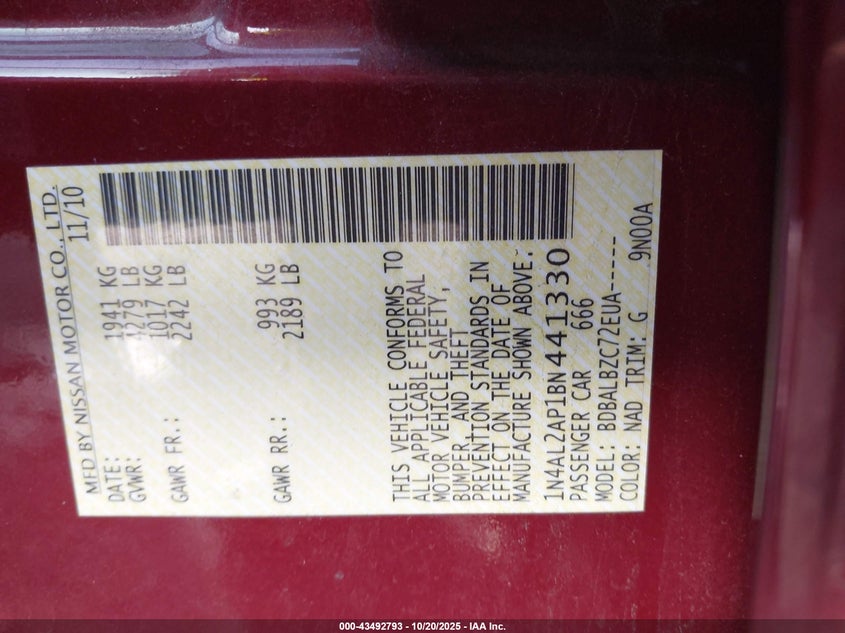 MFD BY NISSAN MOTOR CO., LTD.
DATE: 11/10
GVWR: 1941 KG
4279 LB
GAWR FR.: 1017 KG
2242 LB
GAWR RR.: 993 KG
2189 LB
THIS VEHICLE CONFORMS TO
ALL APPLICABLE FEDERAL
MOTOR VEHICLE SAFETY,
BUMPER, AND THEFT
PREVENTION STANDARDS IN
EFFECT ON THE DATE OF
MANUFACTURE SHOWN ABOVE.
1N4AL2AP1BN441330
PASSENGER CAR 666
MODEL: BDBALBZC72EUA-----
COLOR: NAD TRIM: G 9N00A
000-43492793 - 10/20/2025 - IAA Inc.